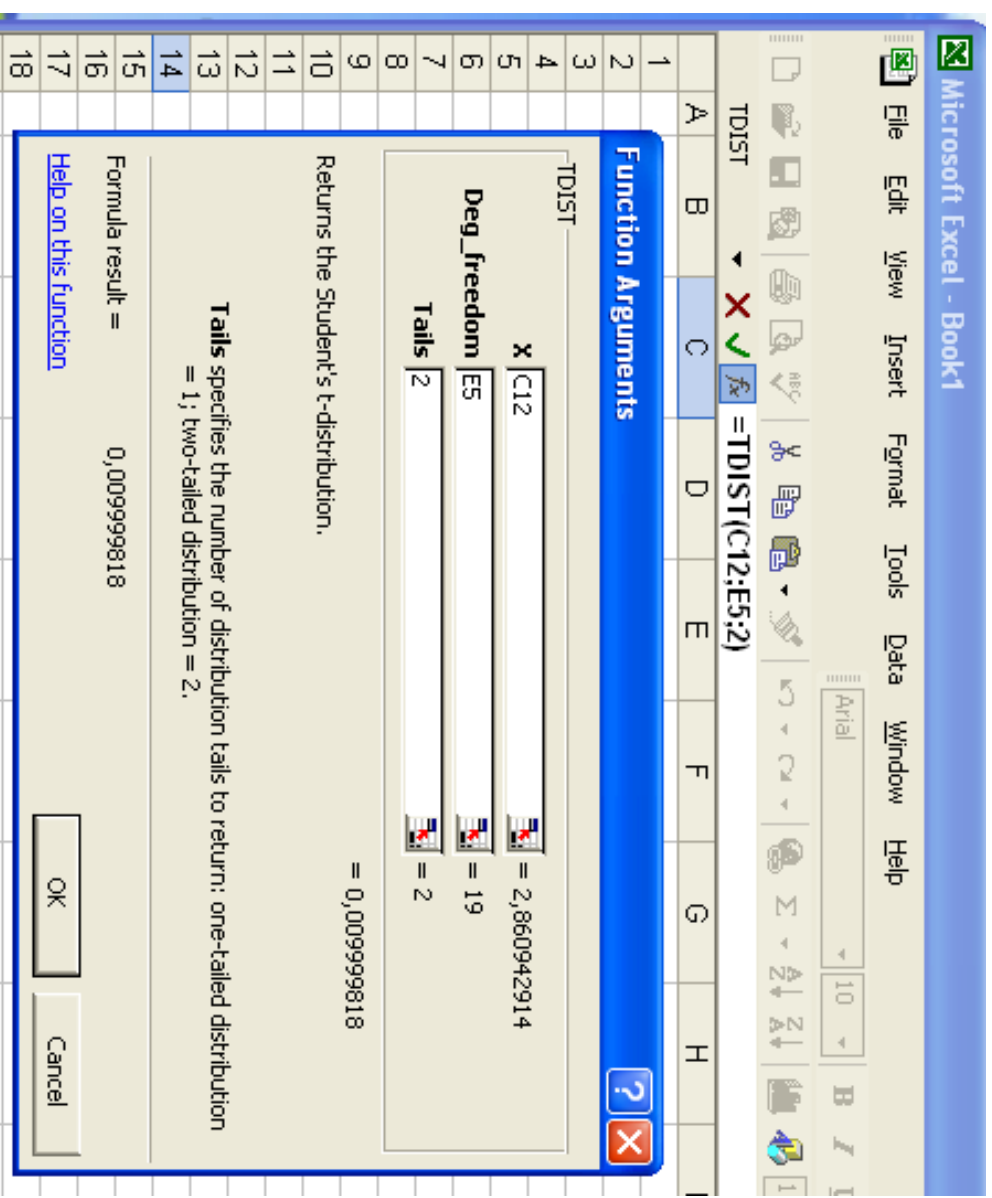 Microsoft Excel - Book1
File Edit View Insert Format Tools Data Window Help
Arial 10 B I U
ABC Σ A Z Z A 1
TDIST fx =TDIST(C12;E5;2)
A B C D E F G H
1
2
3
4
5
6
7
8
9
10
11
12
13
14
15
16
17
18
Function Arguments ? X
TDIST
X C12 = 2,860942914
Deg_freedom E5 = 19
Tails 2 = 2
= 0,009999818
Returns the Student's t-distribution.
Tails specifies the number of distribution tails to return: one-tailed distribution
= 1; two-tailed distribution = 2.
Formula result = 0,009999818
Help on this function OK Cancel